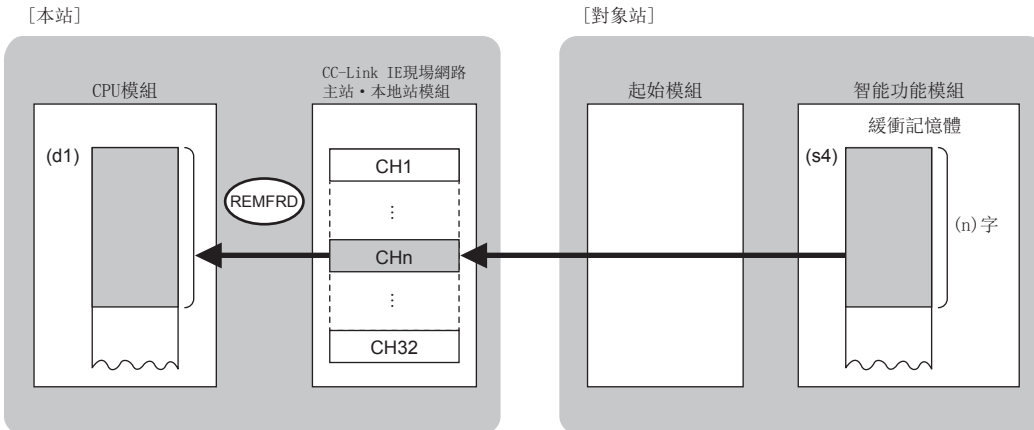 [本站]
[對象站]
CPU模組
CC-Link IE現場網路
主站・本地站模組
起始模組
智能功能模組
緩衝記憶體
(d1)
REMFRD
CH1
⋮
CHn
⋮
CH32
(s4)
(n)字